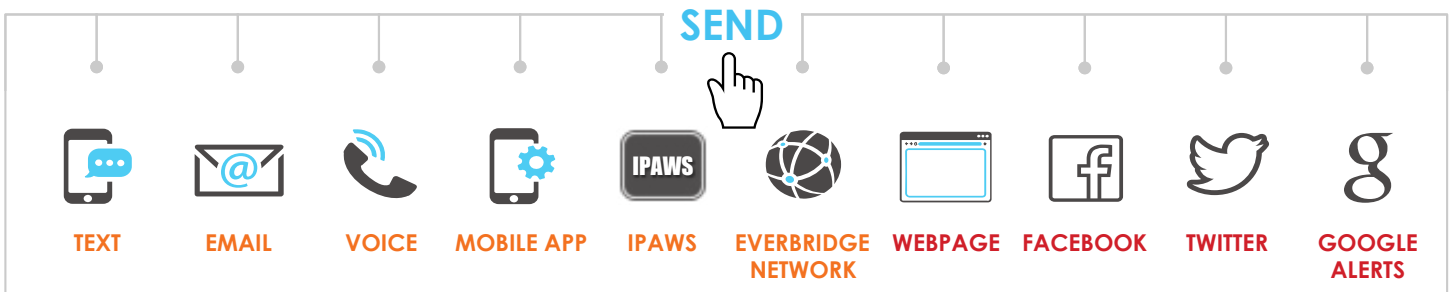 SEND
@
IPAWS
f
g
TEXT
EMAIL
VOICE
MOBILE APP
IPAWS
EVERBRIDGE
NETWORK
WEBPAGE
FACEBOOK
TWITTER
GOOGLE
ALERTS